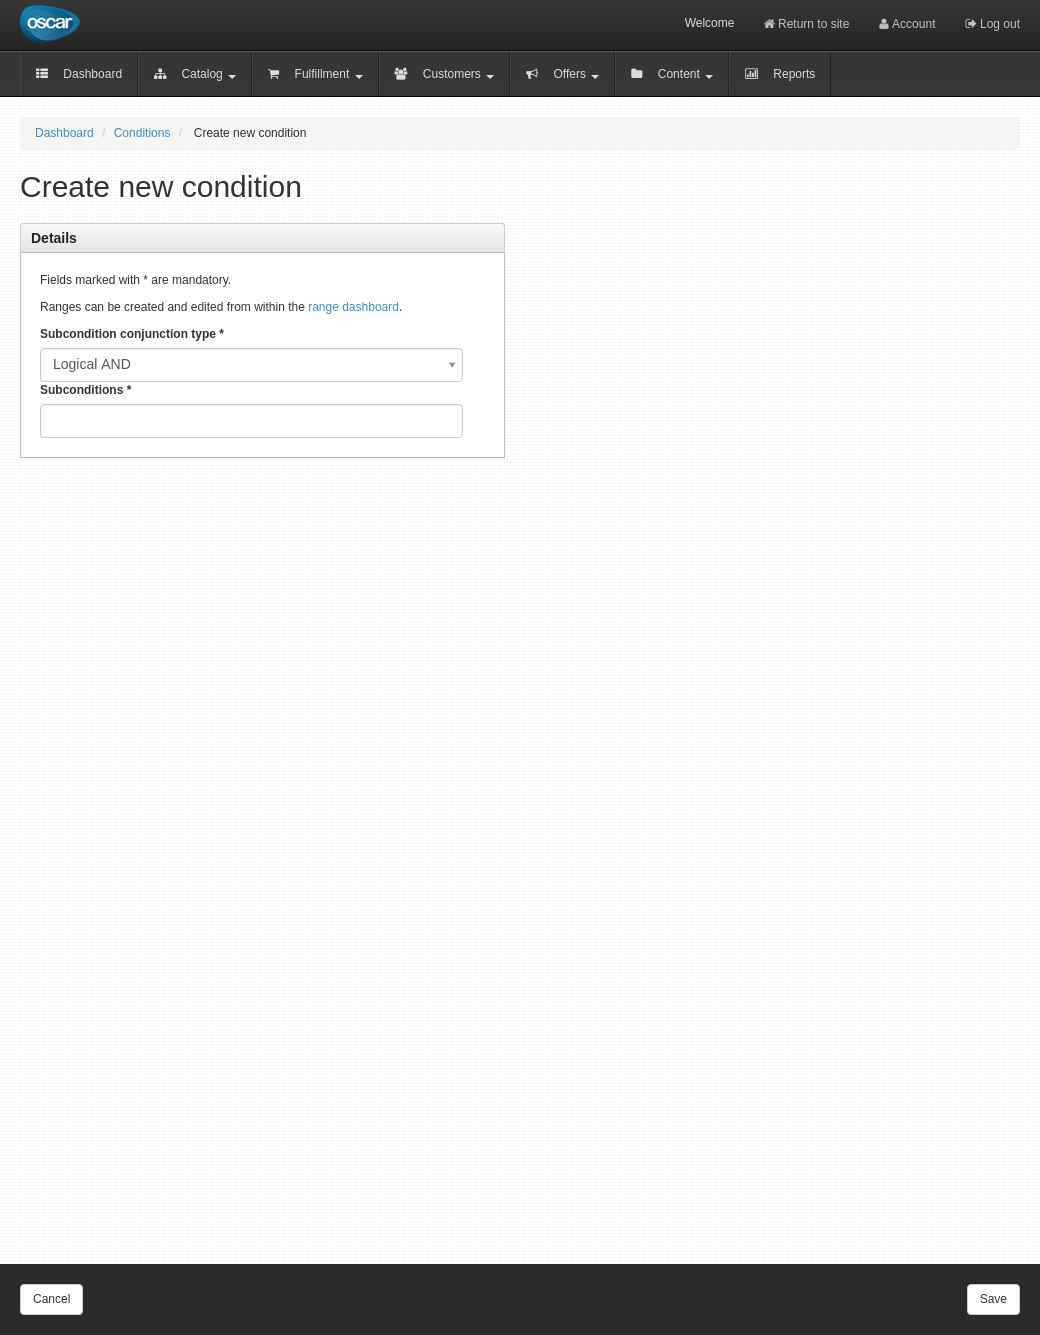 oscar
Welcome Return to site Account Log out
Dashboard Catalog Fulfillment Customers Offers Content Reports
Dashboard / Conditions / Create new condition
Create new condition
Details
Fields marked with * are mandatory.
Ranges can be created and edited from within the range dashboard.
Subcondition conjunction type *
Logical AND
Subconditions *
Cancel Save